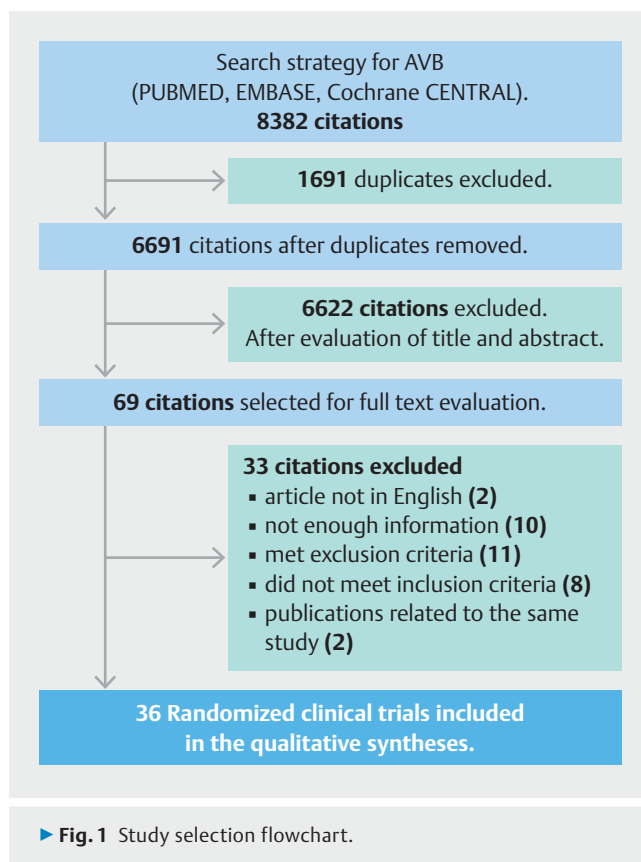 Search strategy for AVB
(PUBMED, EMBASE, Cochrane CENTRAL).
8382 citations
1691 duplicates excluded.
6691 citations after duplicates removed.
6622 citations excluded.
After evaluation of title and abstract.
69 citations selected for full text evaluation.
33 citations excluded
▪ article not in English (2)
▪ not enough information (10)
▪ met exclusion criteria (11)
▪ did not meet inclusion criteria (8)
▪ publications related to the same
study (2)
36 Randomized clinical trials included
in the qualitative syntheses.
▶ Fig. 1 Study selection flowchart.